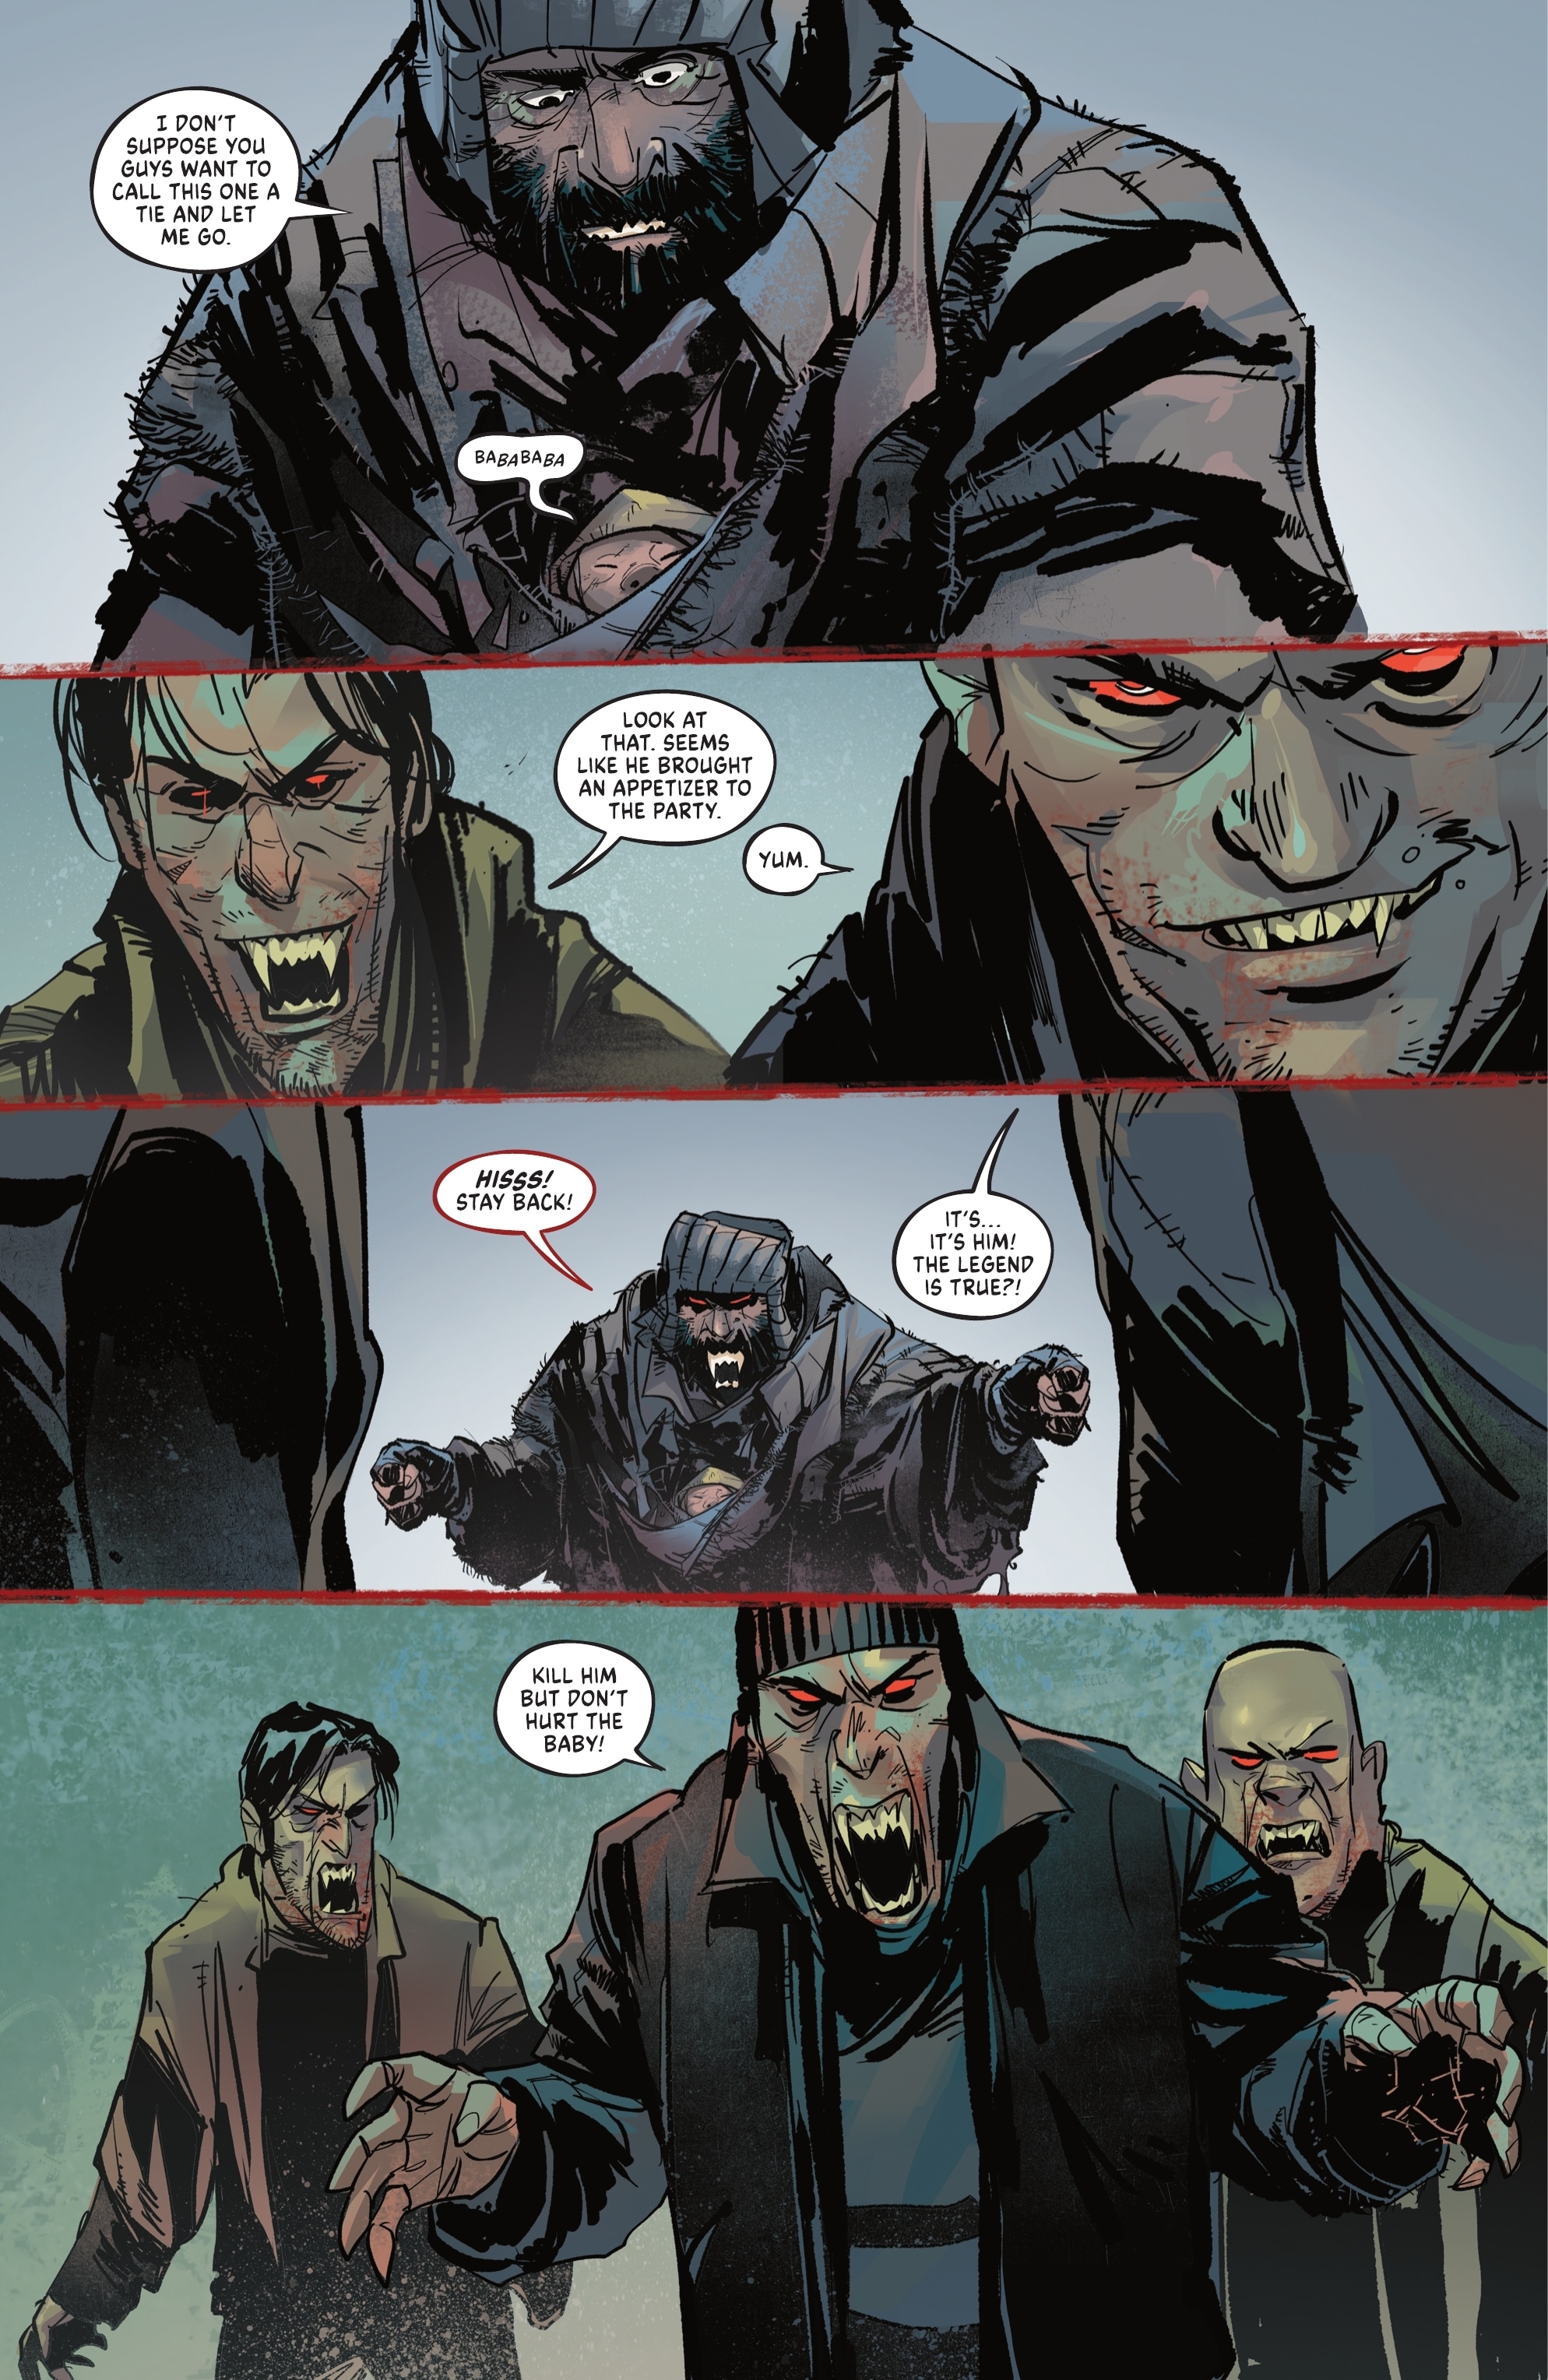 I DON'T
SUPPOSE YOU
GUYS WANT TO
CALL THIS ONE A
TIE AND LET
ME GO.
BABABABA
LOOK AT
THAT. SEEMS
LIKE HE BROUGHT
AN APPETIZER TO
THE PARTY.
YUM.
HISSS!
STAY BACK!
IT'S...
IT'S HIM!
THE LEGEND
IS TRUE?!
KILL HIM
BUT DON'T
HURT THE
BABY!